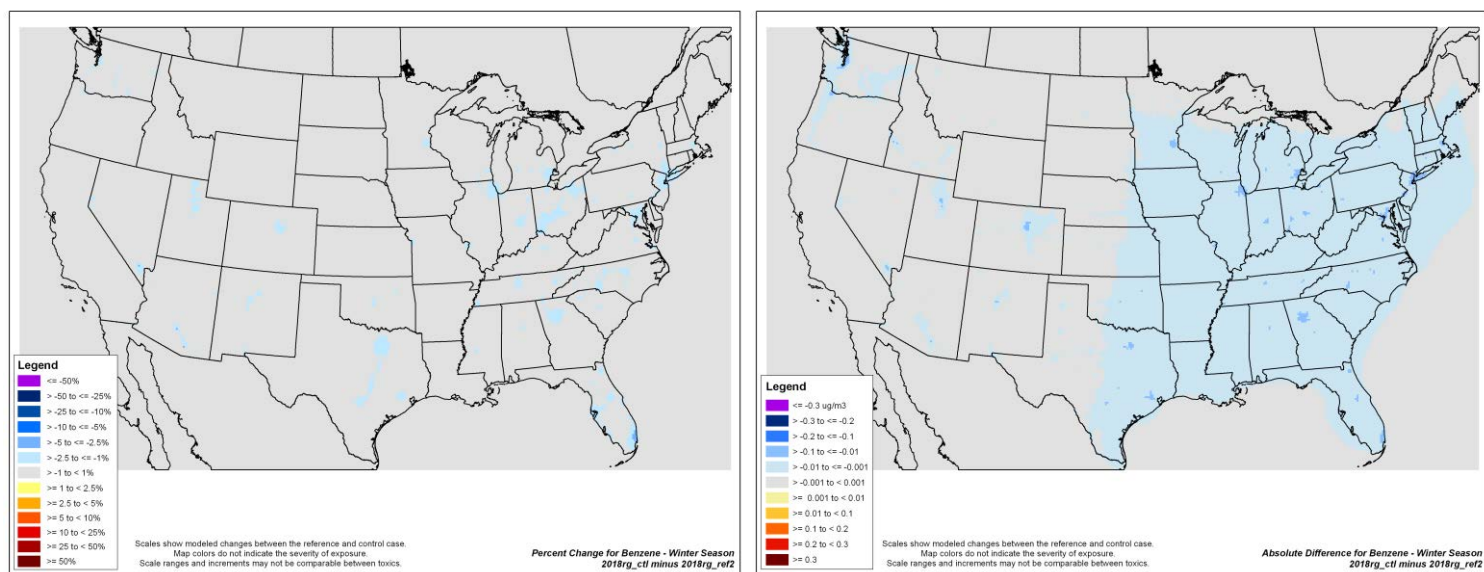 Legend
<= -50%
> -50 to <= -25%
> -25 to <= -10%
> -10 to <= -5%
> -5 to <= -2.5%
> -2.5 to <= -1%
> -1 to < 1%
>= 1 to < 2.5%
>= 2.5 to < 5%
>= 5 to < 10%
>= 10 to < 25%
>= 25 to < 50%
>= 50%
Scales show modeled changes between the reference and control case.
Map colors do not indicate the severity of exposure.
Scale ranges and increments may not be comparable between toxics.
Percent Change for Benzene - Winter Season
2018rg_ctl minus 2018rg_ref2
Legend
<= -0.3 ug/m3
> -0.3 to <= -0.2
> -0.2 to <= -0.1
> -0.1 to <= -0.01
> -0.01 to <= -0.001
> -0.001 to < 0.001
>= 0.001 to < 0.01
>= 0.01 to < 0.1
>= 0.1 to < 0.2
>= 0.2 to < 0.3
>= 0.3
Scales show modeled changes between the reference and control case.
Map colors do not indicate the severity of exposure.
Scale ranges and increments may not be comparable between toxics.
Absolute Difference for Benzene - Winter Season
2018rg_ctl minus 2018rg_ref2